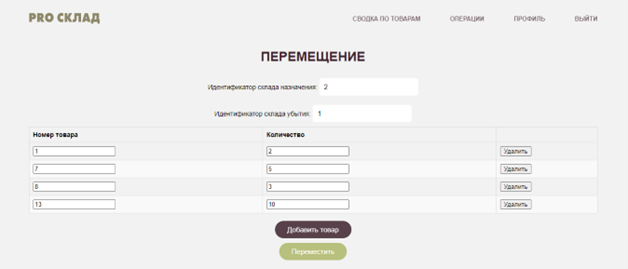 PRO СКЛАД
СВОДКА ПО ТОВАРАМ ОПЕРАЦИИ ПРОФИЛЬ ВЫЙТИ
ПЕРЕМЕЩЕНИЕ
Идентификатор склада назначения: 2
Идентификатор склада убытия: 1
Номер товара Количество
1 2 Удалить
7 5 Удалить
6 3 Удалить
13 10 Удалить
Добавить товар
Переместить